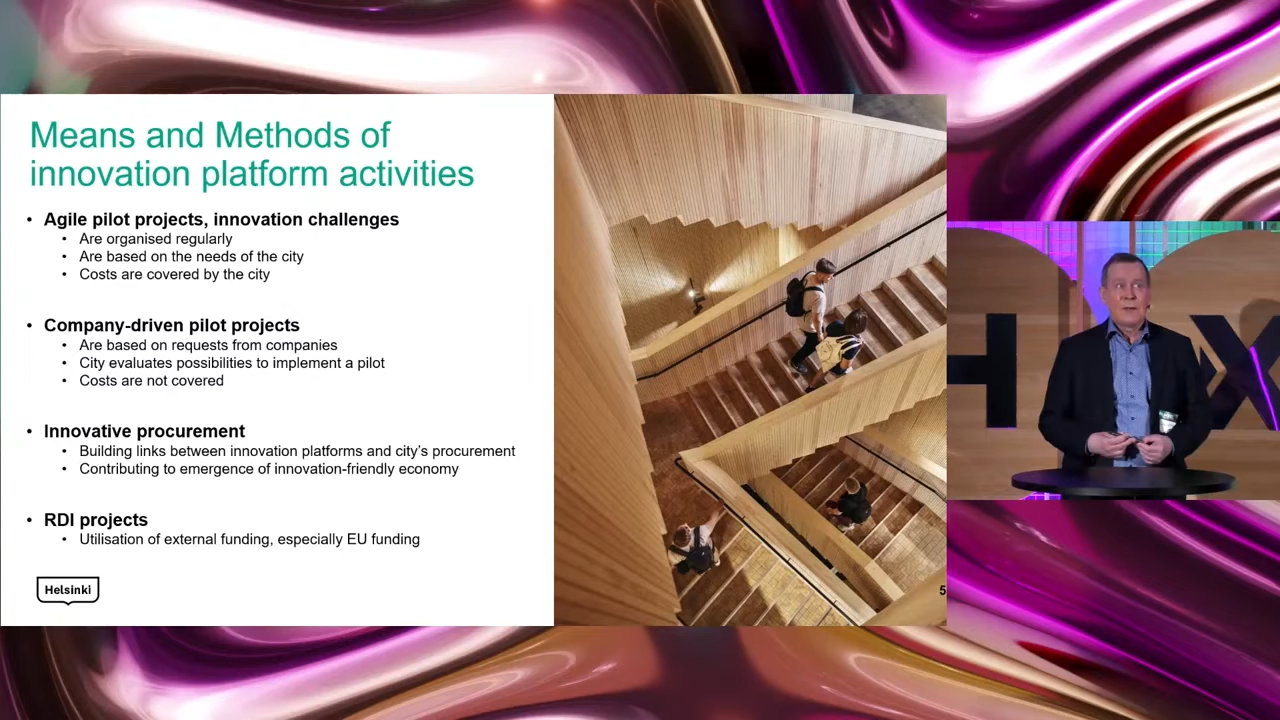 Means and Methods of
innovation platform activities
• Agile pilot projects, innovation challenges
• Are organised regularly
• Are based on the needs of the city
• Costs are covered by the city
• Company-driven pilot projects
• Are based on requests from companies
• City evaluates possibilities to implement a pilot
• Costs are not covered
• Innovative procurement
• Building links between innovation platforms and city’s procurement
• Contributing to emergence of innovation-friendly economy
• RDI projects
• Utilisation of external funding, especially EU funding
Helsinki
5
H X